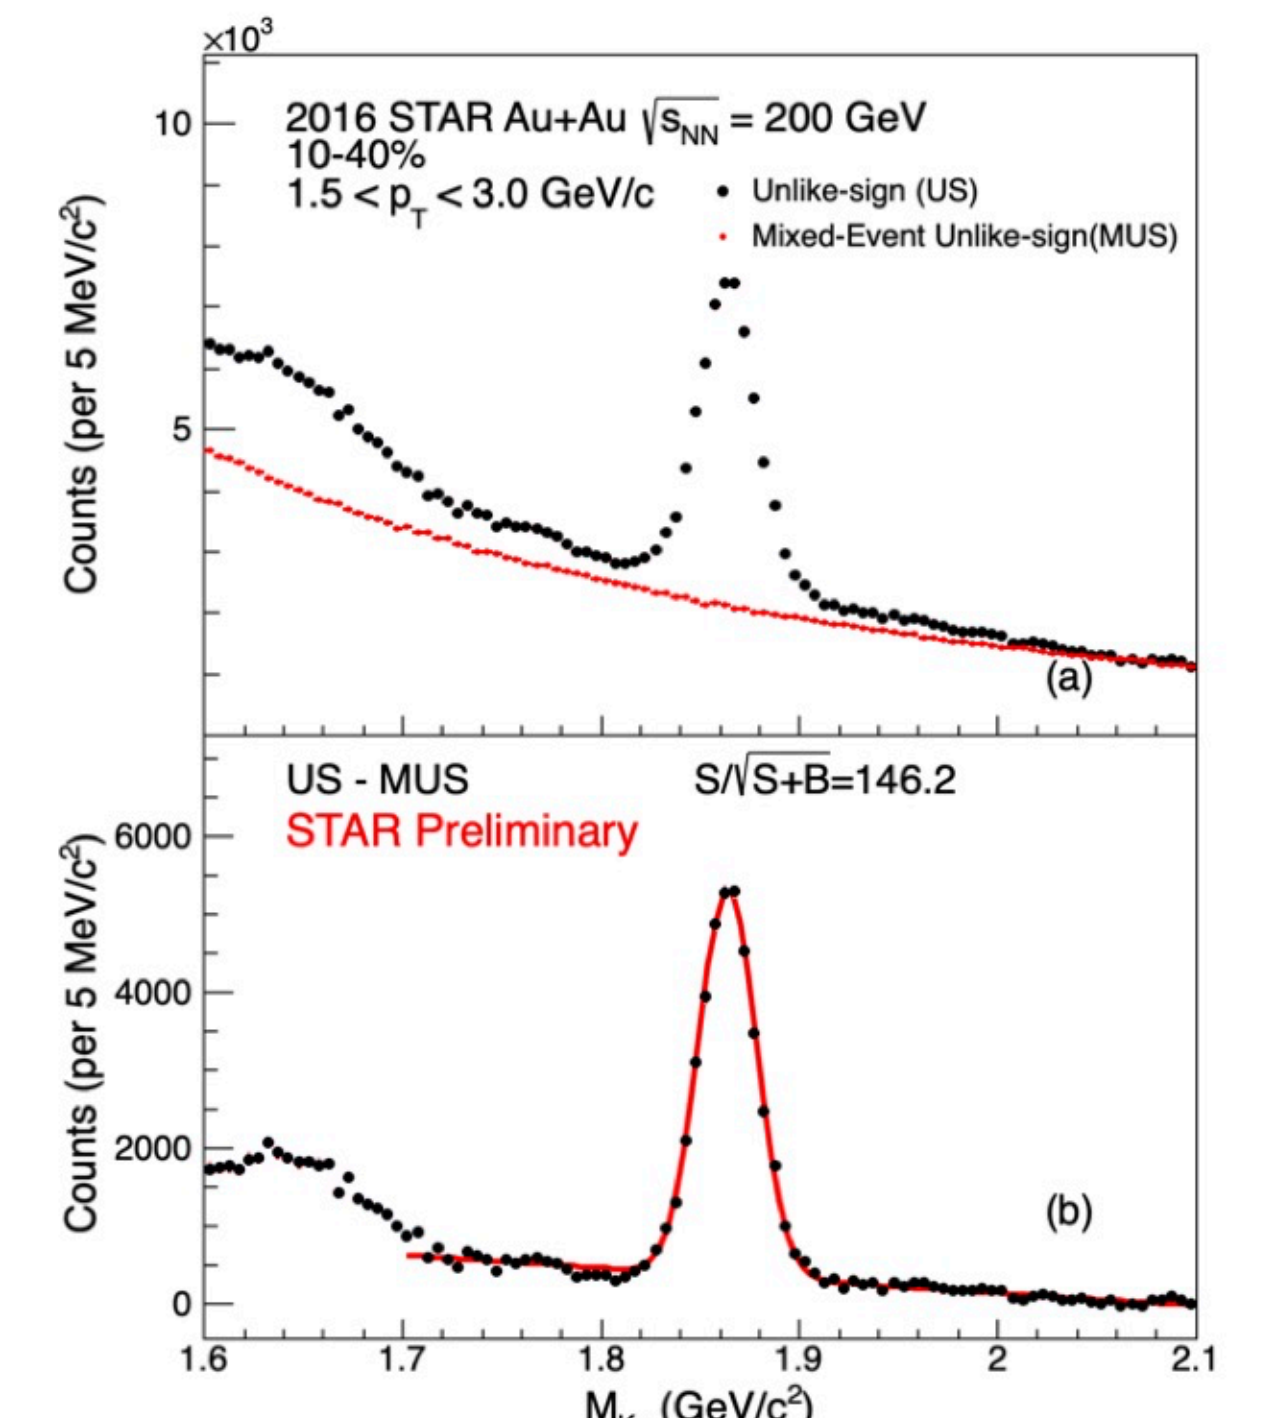 ×10³
10
5
Counts (per 5 MeV/c²)
2016 STAR Au+Au √s_NN = 200 GeV
10-40%
1.5 < p_T < 3.0 GeV/c
Unlike-sign (US)
Mixed-Event Unlike-sign(MUS)
(a)
US - MUS
S/√S+B=146.2
STAR Preliminary
6000
4000
2000
0
Counts (per 5 MeV/c²)
(b)
1.6 1.7 1.8 1.9 2 2.1
(GeV/c²)